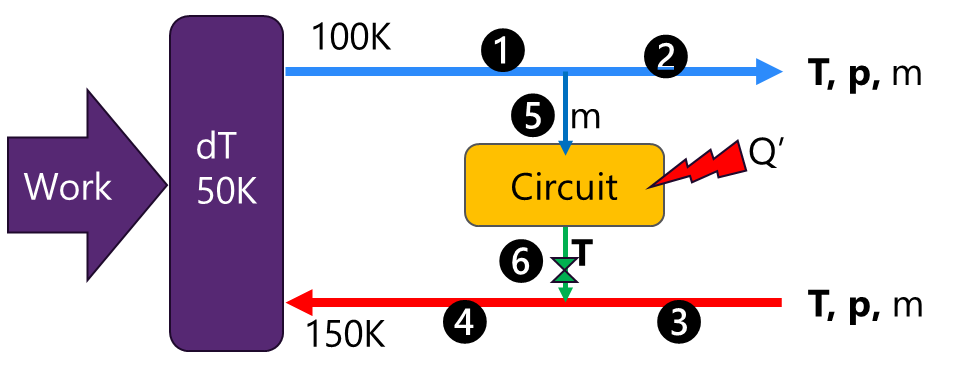 100K
1
2
T, p, m
5
m
dT
50K
Q'
Work
Circuit
6
T
T, p, m
150K
4
3